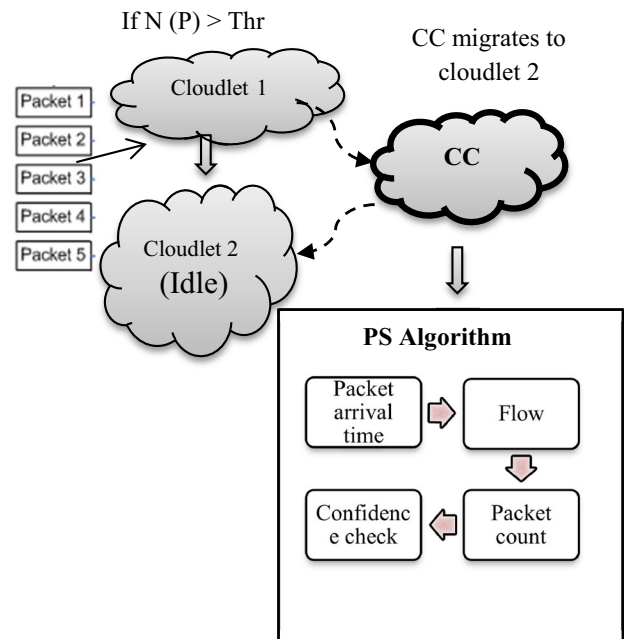 If N (P) > Thr
CC migrates to
cloudlet 2
Cloudlet 1
Packet 1
Packet 2
Packet 3
Packet 4
Packet 5
CC
Cloudlet 2
(Idle)
PS Algorithm
Packet
arrival
time
Flow
Confidenc
e check
Packet
count